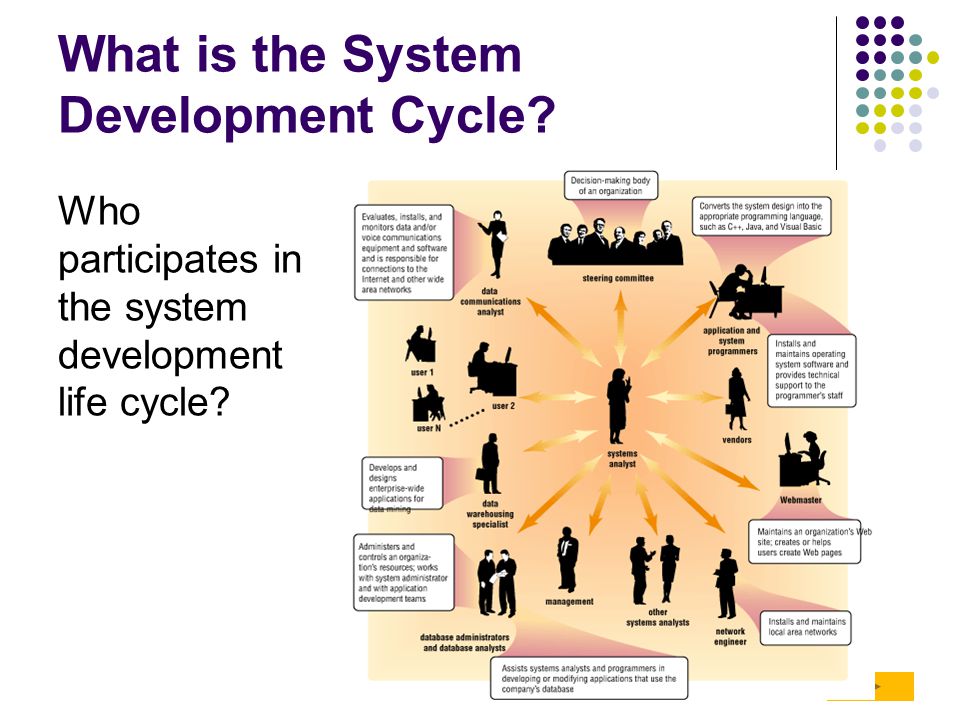 What is the System
Development Cycle?
Who
participates in
the system
development
life cycle?
Decision-making body
of an organization
steering committee
Evaluates, installs, and
monitors data and/or
voice communications
equipment and software
and is responsible for
connections to the
Internet and other wide
area networks
data
communications
analyst
Converts the system design into the
appropriate programming language,
such as C++, Java, and Visual Basic
application and
system
programmers
Installs and
maintains operating
system software and
provides technical
support to the
programmer's staff
user 1
user 2
user N
systems
analyst
vendors
Develops and
designs
enterprise-wide
applications for
data mining
data
warehousing
specialist
Webmaster
Maintains an organization's Web
site; creates or helps
users create Web pages
Administers and
controls an organiza-
tion's resources; works
with system administrator
and with application
development teams
database administrators
and database analysts
management
other
systems analysts
network
engineer
Installs and maintains
local area networks
Assists systems analysts and programmers in
developing or modifying applications that use the
company's database